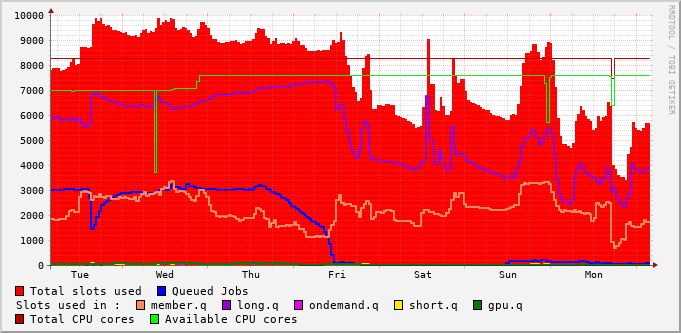 10000
9000
8000
7000
6000
5000
4000
3000
2000
1000
0
Tue Wed Thu Fri Sat Sun Mon
RRDTOOL / TOBI OETIKER
Total slots used Queued Jobs
Slots used in : member.q long.q ondemand.q short.q gpu.q
Total CPU cores Available CPU cores